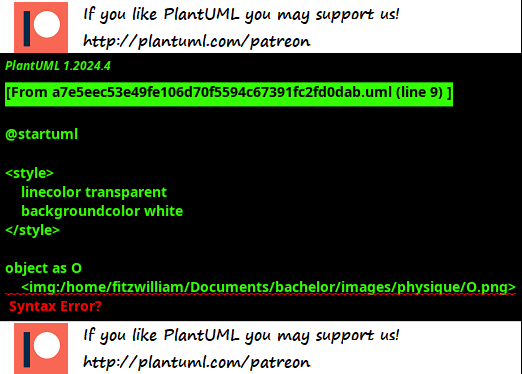 If you like PlantUML you may support us!
http://plantuml.com/patreon
PlantUML 1.2024.4
[From a7e5eec53e49fe106d70f5594c67391fc2fd0dab.uml (line 9) ]
@startuml
<style>
linecolor transparent
backgroundcolor white
</style>
object as O
<img:/home/fitzwilliam/Documents/bachelor/images/physique/O.png>
Syntax Error?
If you like PlantUML you may support us!
http://plantuml.com/patreon